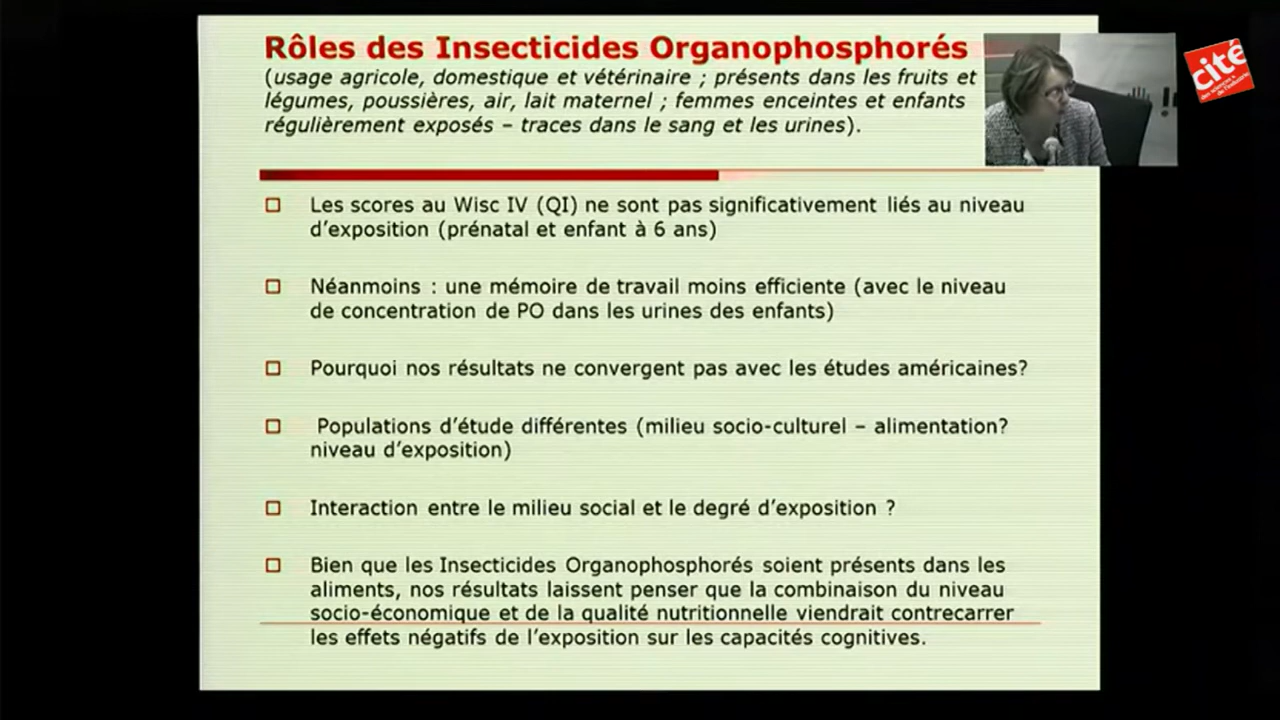 Rôles des Insecticides Organophosphorés
(usage agricole, domestique et vétérinaire ; présents dans les fruits et
légumes, poussières, air, lait maternel ; femmes enceintes et enfants
régulièrement exposés – traces dans le sang et les urines).
cité
des sciences &
de l'industrie
Les scores au Wisc IV (QI) ne sont pas significativement liés au niveau
d'exposition (prénatal et enfant à 6 ans)
Néanmoins : une mémoire de travail moins efficiente (avec le niveau
de concentration de PO dans les urines des enfants)
Pourquoi nos résultats ne convergent pas avec les études américaines?
Populations d'étude différentes (milieu socio-culturel – alimentation?
niveau d'exposition)
Interaction entre le milieu social et le degré d'exposition ?
Bien que les Insecticides Organophosphorés soient présents dans les
aliments, nos résultats laissent penser que la combinaison du niveau
socio-économique et de la qualité nutritionnelle viendrait contrecarrer
les effets négatifs de l'exposition sur les capacités cognitives.